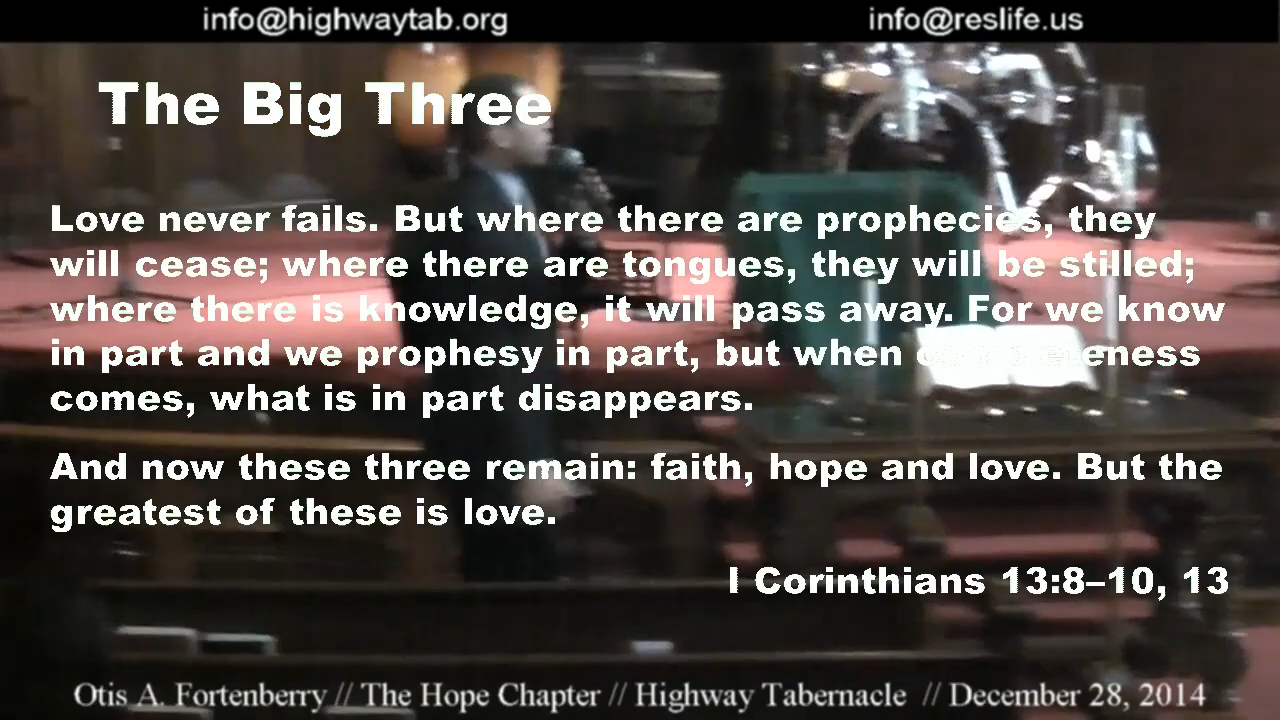 info@highwaytab.org info@reslife.us
The Big Three
Love never fails. But where there are prophecies, they
will cease; where there are tongues, they will be stilled;
where there is knowledge, it will pass away. For we know
in part and we prophesy in part, but when completeness
comes, what is in part disappears.
And now these three remain: faith, hope and love. But the
greatest of these is love.
I Corinthians 13:8–10, 13
Otis A. Fortenberry // The Hope Chapter // Highway Tabernacle // December 28, 2014